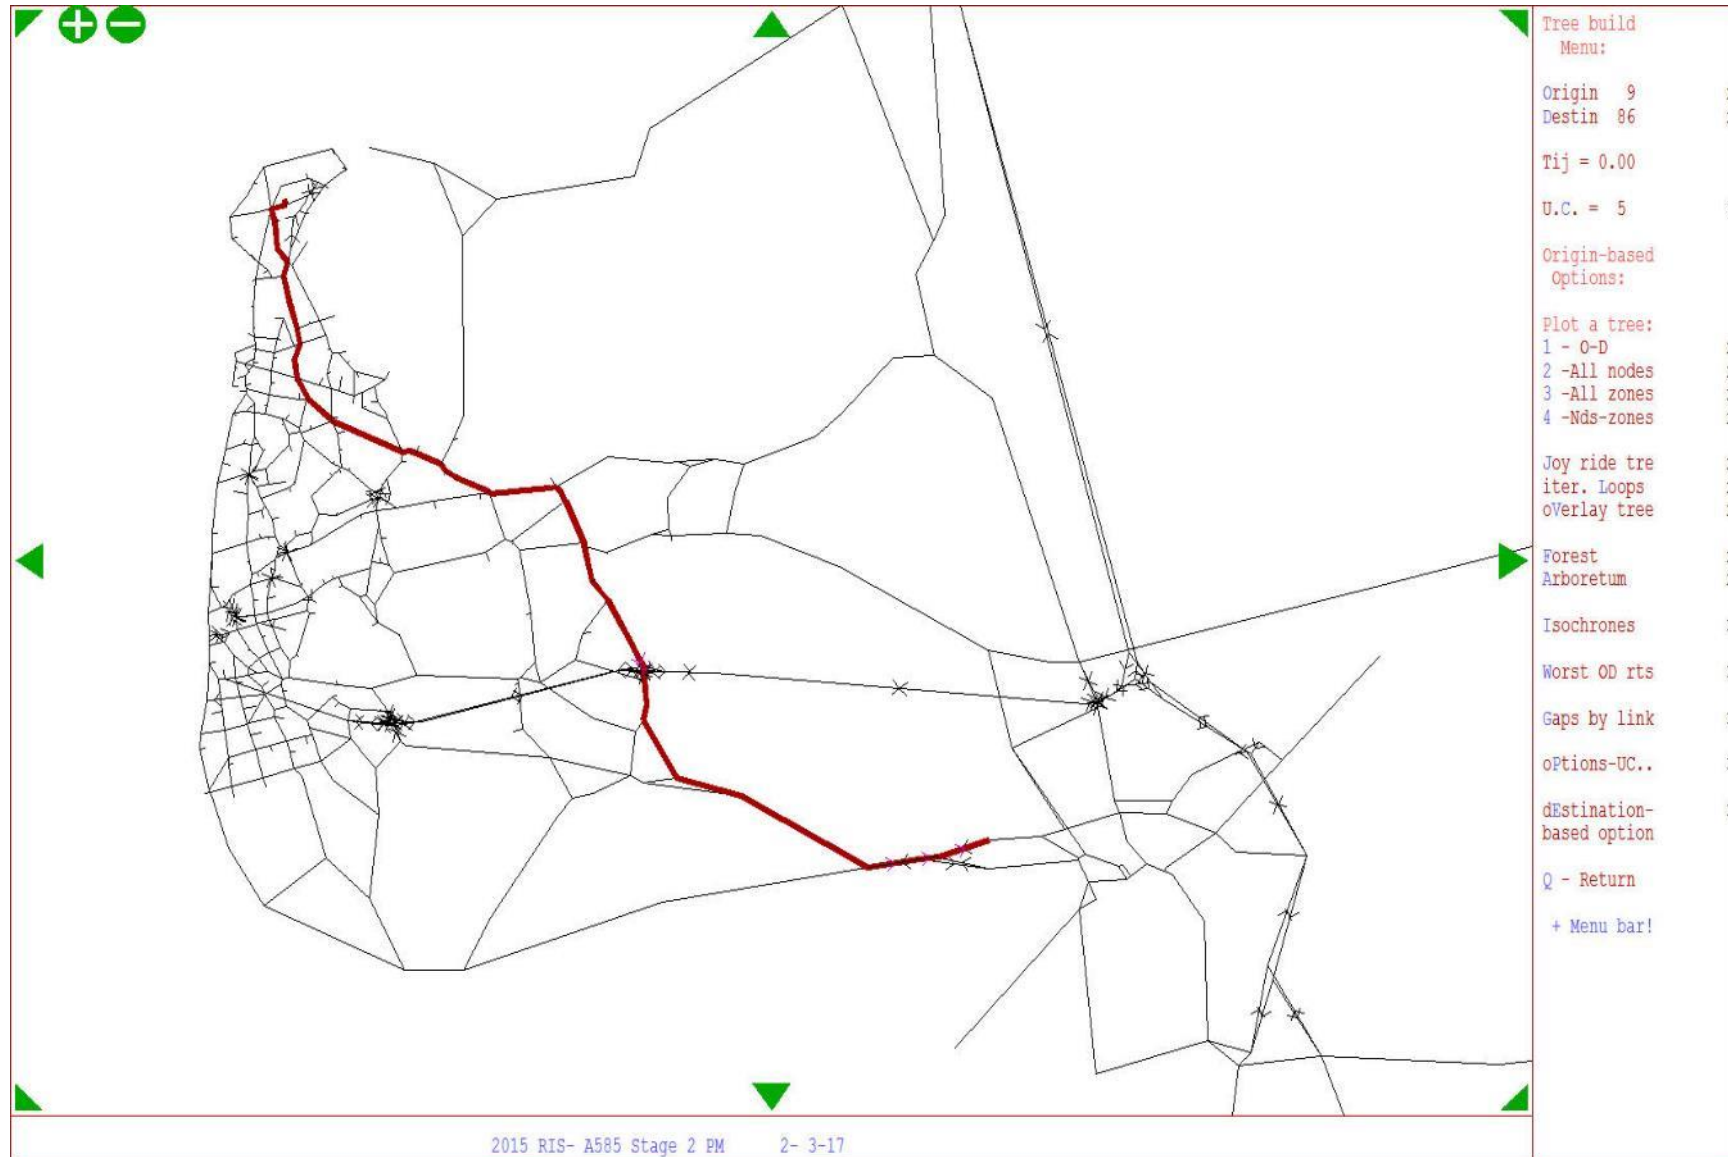 Tree build
Menu:
Origin 9
Destin 86
Tij = 0.00
U.C. = 5
Origin-based
Options:
Plot a tree:
1 - O-D
2 -All nodes
3 -All zones
4 -Nds-zones
Joy ride tre
iter. Loops
oVerlay tree
Forest
Arboretum
Isochrones
Worst OD rts
Gaps by link
oPtions-UC..
dEstination-
based option
Q - Return
+ Menu bar!
2015 RIS- A585 Stage 2 PM 2- 3-17